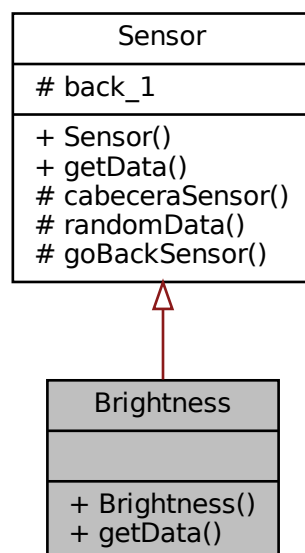 Sensor
# back_1
+ Sensor()
+ getData()
# cabeceraSensor()
# randomData()
# goBackSensor()
Brightness
+ Brightness()
+ getData()